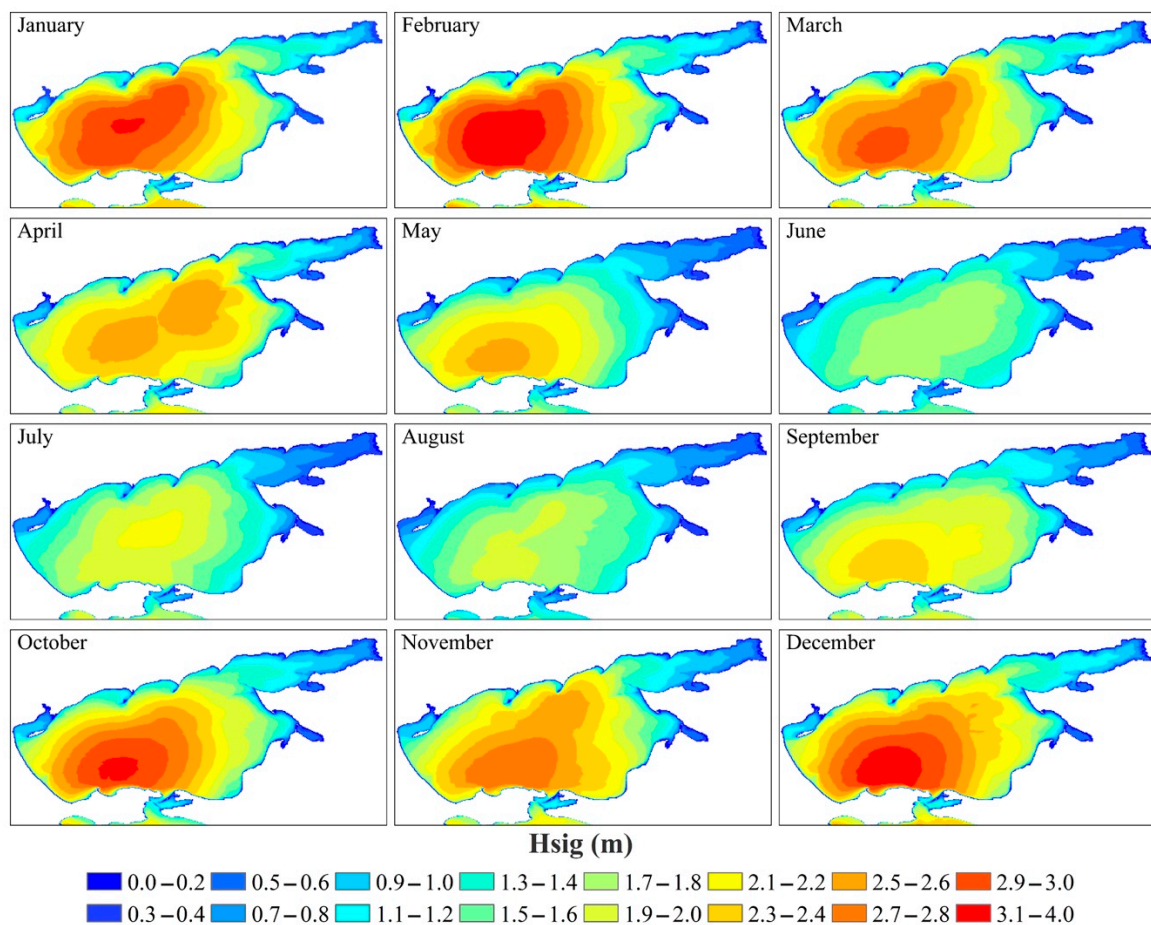 January February March
April May June
July August September
October November December
Hsig (m)
0.0–0.2 0.5–0.6 0.9–1.0 1.3–1.4 1.7–1.8 2.1–2.2 2.5–2.6 2.9–3.0
0.3–0.4 0.7–0.8 1.1–1.2 1.5–1.6 1.9–2.0 2.3–2.4 2.7–2.8 3.1–4.0